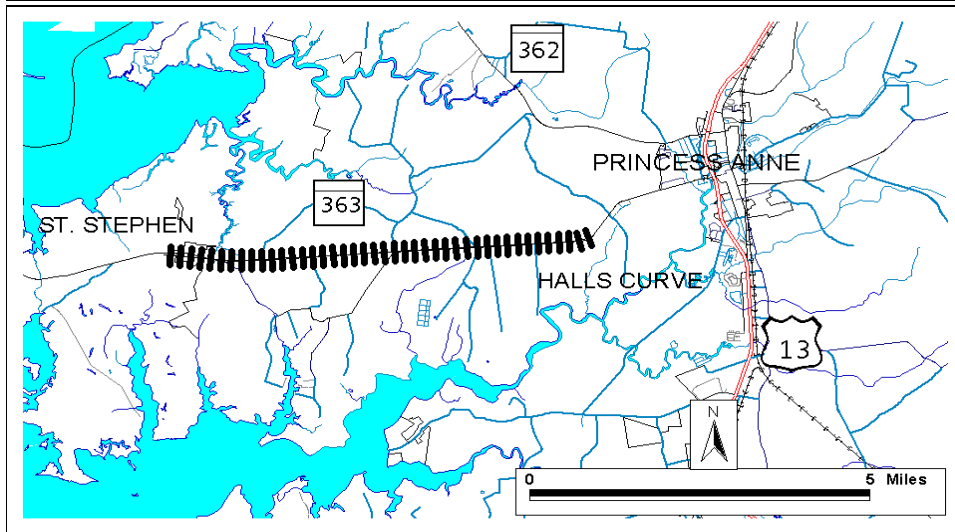 362
PRINCESS ANNE
363
ST. STEPHEN
HALLS CURVE
13
N
0 5 Miles